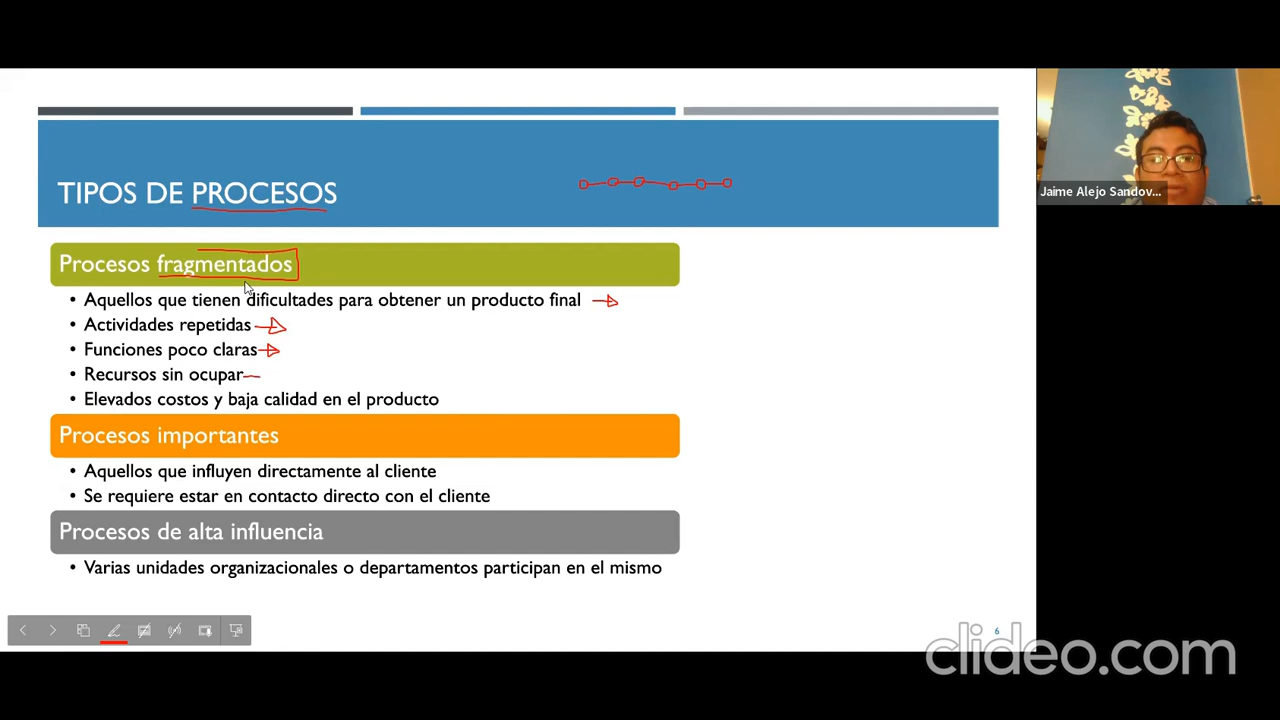 TIPOS DE PROCESOS
Jaime Alejo Sandov...
Procesos fragmentados
• Aquellos que tienen dificultades para obtener un producto final
• Actividades repetidas
• Funciones poco claras
• Recursos sin ocupar
• Elevados costos y baja calidad en el producto
Procesos importantes
• Aquellos que influyen directamente al cliente
• Se requiere estar en contacto directo con el cliente
Procesos de alta influencia
• Varias unidades organizacionales o departamentos participan en el mismo
6
clideo.com